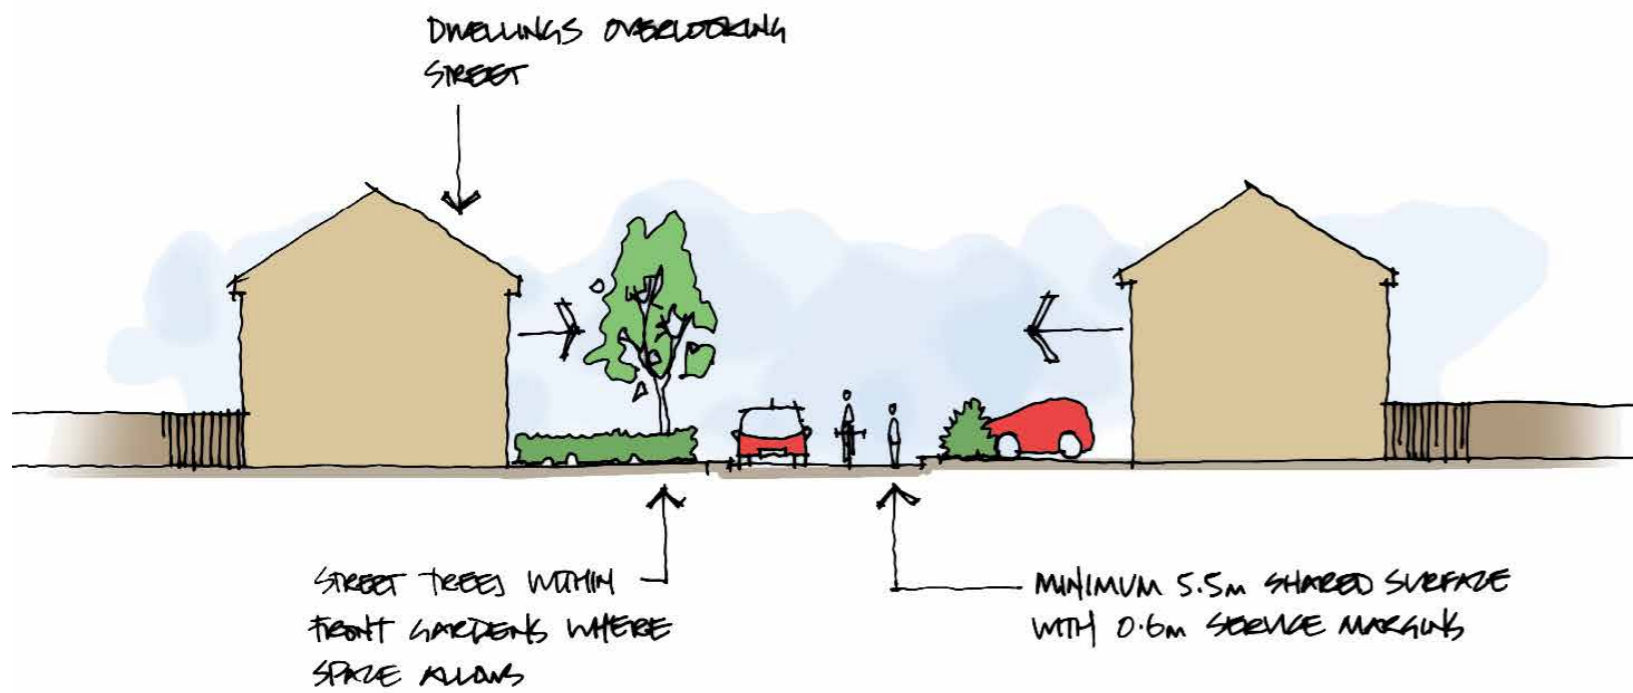 DWELLINGS OVERLOOKING
STREET
STREET TREES WITHIN
FRONT GARDENS WHERE
SPACE ALLOWS
MINIMUM 5.5m SHARED SURFACE
WITH 0.6m SERVICE MARGINS